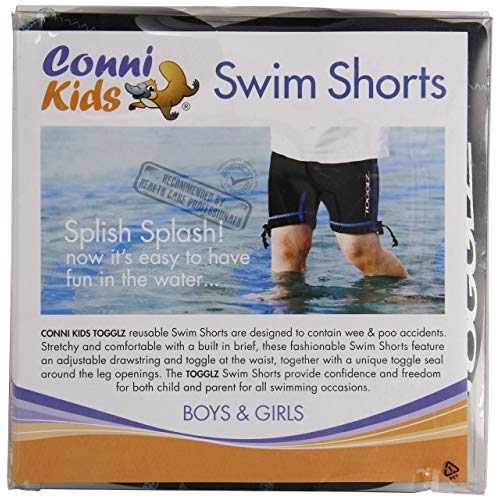 Conni
Kids®
Swim Shorts
RECOMMENDED BY
HEALTH CARE PROFESSIONALS
TOGGLZ
Splish Splash!
now it's easy to have
fun in the water...
CONNI KIDS TOGGLZ reusable Swim Shorts are designed to contain wee & poo accidents.
Stretchy and comfortable with a built in brief, these fashionable Swim Shorts feature
an adjustable drawstring and toggle at the waist, together with a unique toggle seal
around the leg openings. The TOGGLZ Swim Shorts provide confidence and freedom
for both child and parent for all swimming occasions.
BOYS & GIRLS